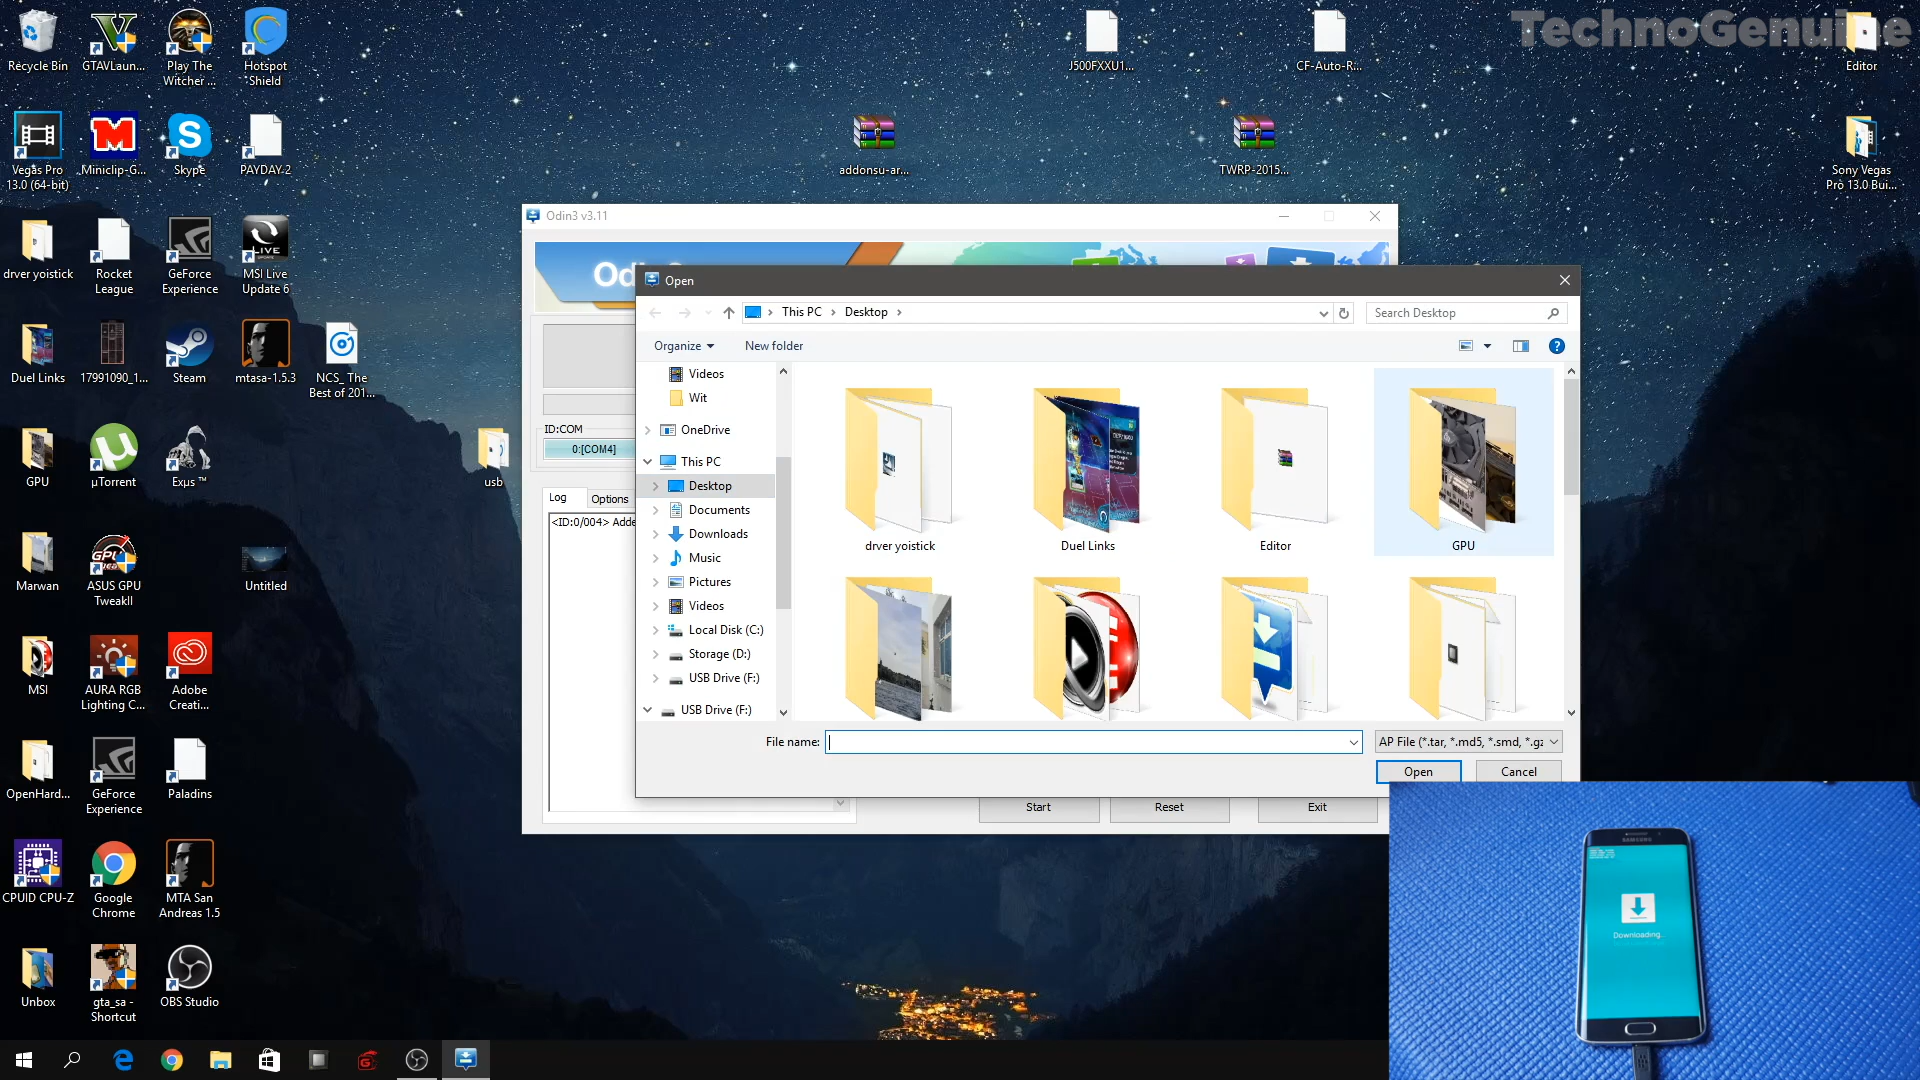 TechnoGenuine
Recycle Bin
GTAVLaun...
Play The
Witcher ...
Hotspot
Shield
J500FXXU1...
CF-Auto-R...
Editor
Vegas Pro
13.0 (64-bit)
Miniclip-G...
Skype
PAYDAY 2
addonsu-ar...
TWRP-2015...
Sony Vegas
Pro 13.0 Bui...
drver yoistick
Rocket
League
GeForce
Experience
LIVE
MSI Live
Update 6
Duel Links
17991090_1...
Steam
mtasa-1.5.3
NCS_ The
Best of 201...
GPU
µTorrent
Exµs ™
usb
Marwan
ASUS GPU
TweakII
Untitled
MSI
AURA RGB
Lighting C...
Adobe
Creati...
OpenHard...
GeForce
Experience
Paladins
CPUID CPU-Z
Google
Chrome
MTA San
Andreas 1.5
Unbox
gta_sa -
Shortcut
OBS Studio
Odin3 v3.11
Od
ID:COM
0:[COM4]
Log
Options
<ID:0/004> Adde
Start
Reset
Exit
Open
This PC
Desktop
Search Desktop
Organize
New folder
Videos
Wit
OneDrive
This PC
Desktop
Documents
Downloads
Music
Pictures
Videos
Local Disk (C:)
Storage (D:)
USB Drive (F:)
USB Drive (F:)
drver yoistick
Duel Links
Editor
GPU
File name:
AP File (*.tar, *.md5, *.smd, *.gz
Open
Cancel
SAMSUNG
Downloading...